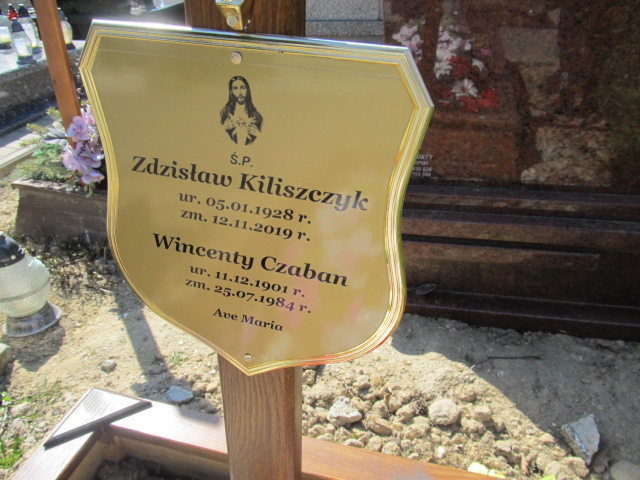 Ś.P.
Zdzisław Kiliszczyk
ur. 05.01.1928 r.
zm. 12.11.2019 r.
Wincenty Czaban
ur. 11.12.1901 r.
zm. 25.07.1984 r.
Ave Maria